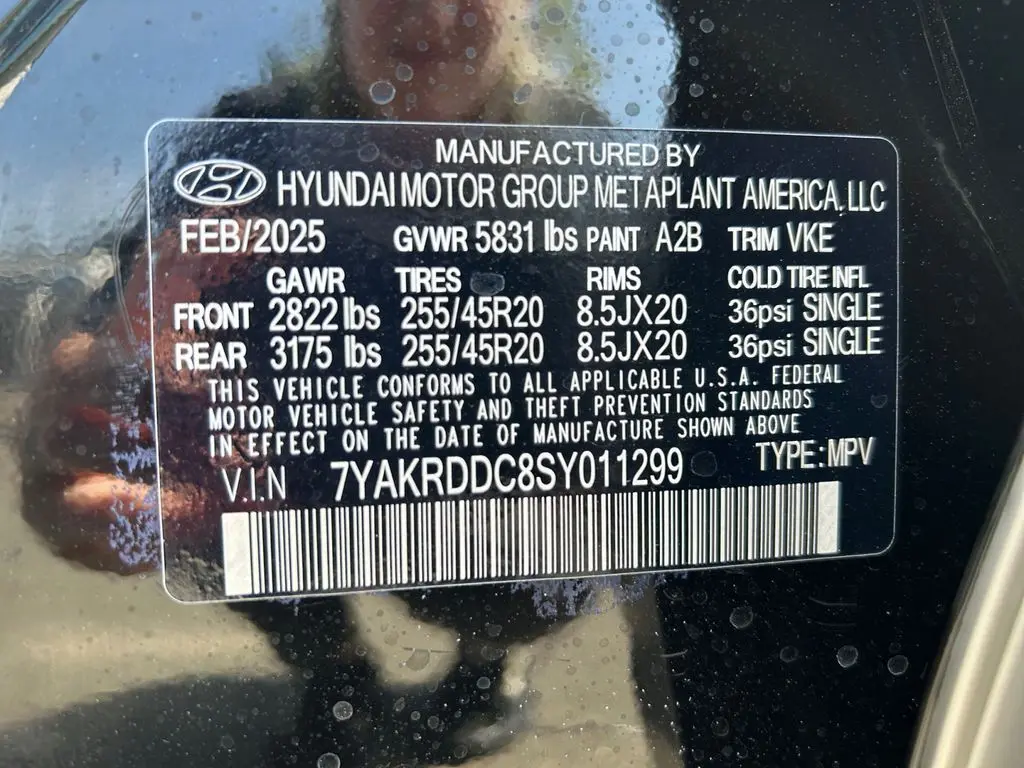 MANUFACTURED BY
HYUNDAI MOTOR GROUP METAPLANT AMERICA, LLC
FEB/2025 GVWR 5831 lbs PAINT A2B TRIM VKE
GAWR TIRES RIMS COLD TIRE INFL
FRONT 2822 lbs 255/45R20 8.5JX20 36psi SINGLE
REAR 3175 lbs 255/45R20 8.5JX20 36psi SINGLE
THIS VEHICLE CONFORMS TO ALL APPLICABLE U.S.A. FEDERAL
MOTOR VEHICLE SAFETY AND THEFT PREVENTION STANDARDS
IN EFFECT ON THE DATE OF MANUFACTURE SHOWN ABOVE
V.I.N 7YAKRDDC8SY011299 TYPE:MPV